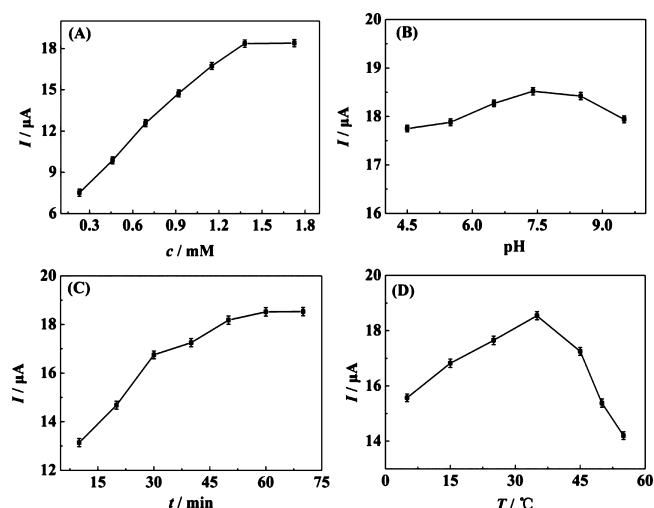 (A)
I / μA
18
15
12
9
6
0.3 0.6 0.9 1.2 1.5 1.8
c / mM
(B)
I / μA
20
19
18
17
16
4.5 6.0 7.5 9.0
pH
(C)
I / μA
20
18
16
14
12
15 30 45 60 75
t / min
(D)
I / μA
20
18
16
14
0 15 30 45 60
T / ℃